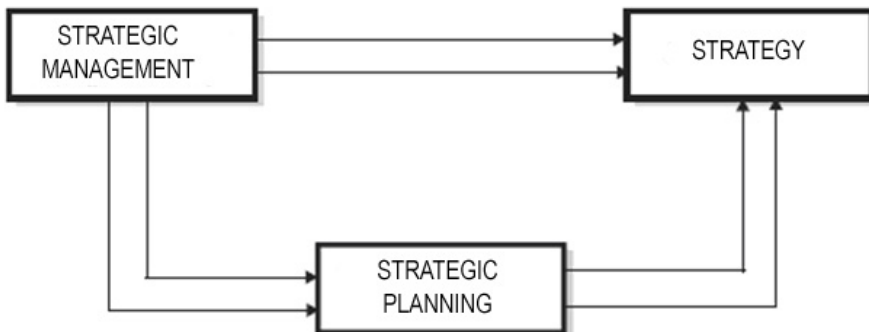 STRATEGIC
MANAGEMENT
STRATEGY
STRATEGIC
PLANNING